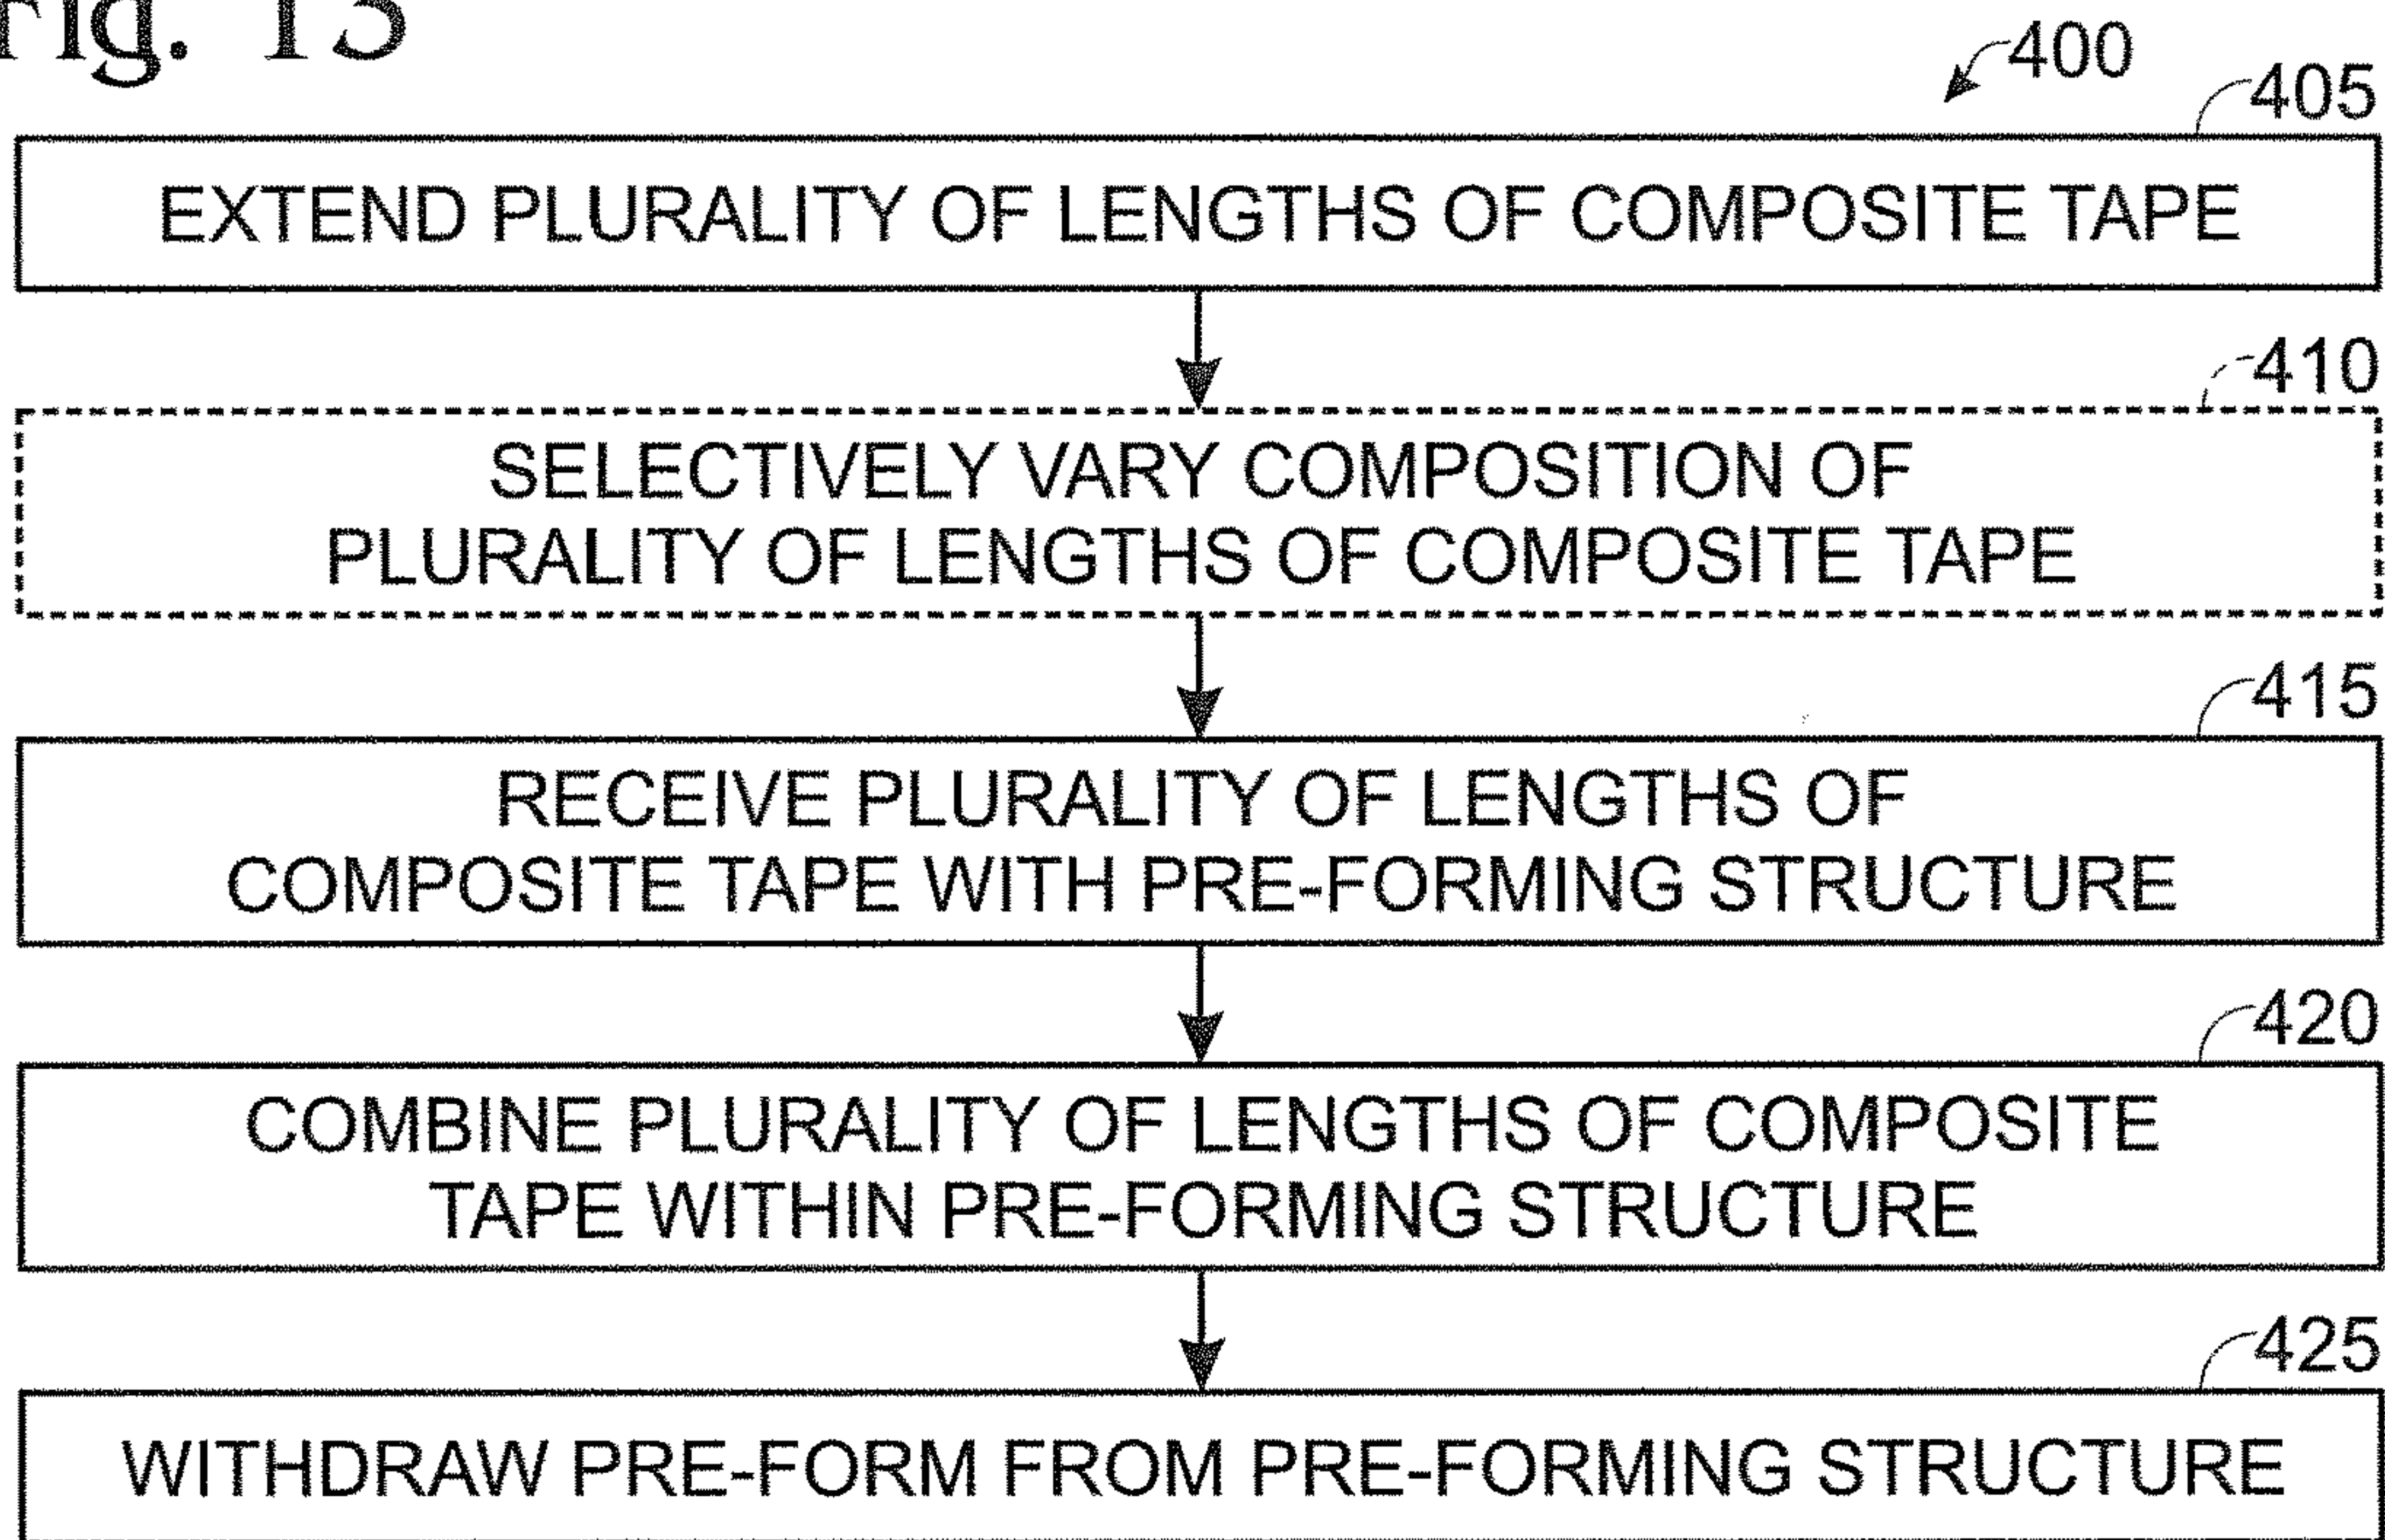 Fig. 13
400
405
EXTEND PLURALITY OF LENGTHS OF COMPOSITE TAPE
410
SELECTIVELY VARY COMPOSITION OF
PLURALITY OF LENGTHS OF COMPOSITE TAPE
415
RECEIVE PLURALITY OF LENGTHS OF
COMPOSITE TAPE WITH PRE-FORMING STRUCTURE
420
COMBINE PLURALITY OF LENGTHS OF COMPOSITE
TAPE WITHIN PRE-FORMING STRUCTURE
425
WITHDRAW PRE-FORM FROM PRE-FORMING STRUCTURE